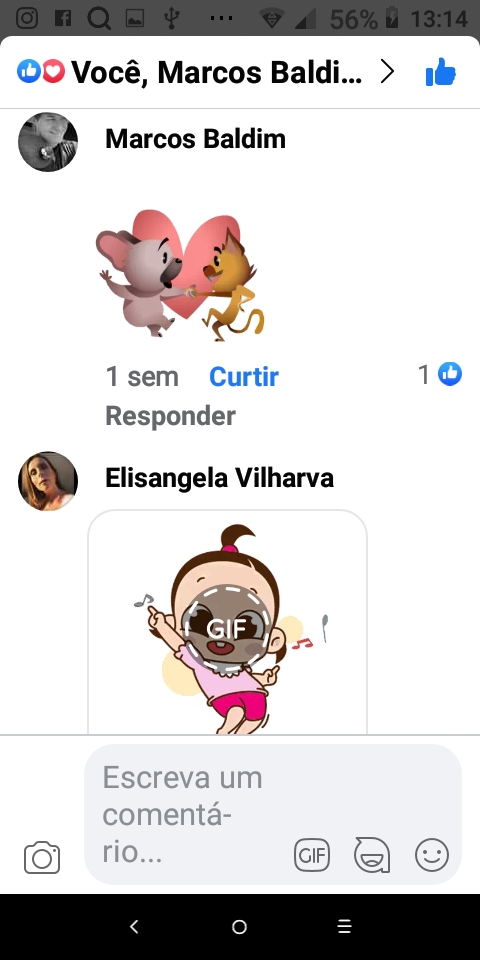 56% 13:14
Você, Marcos Baldi...
Marcos Baldim
1 sem Curtir 1
Responder
Elisangela Vilharva
GIF
Escreva um
comentá-
rio...
GIF